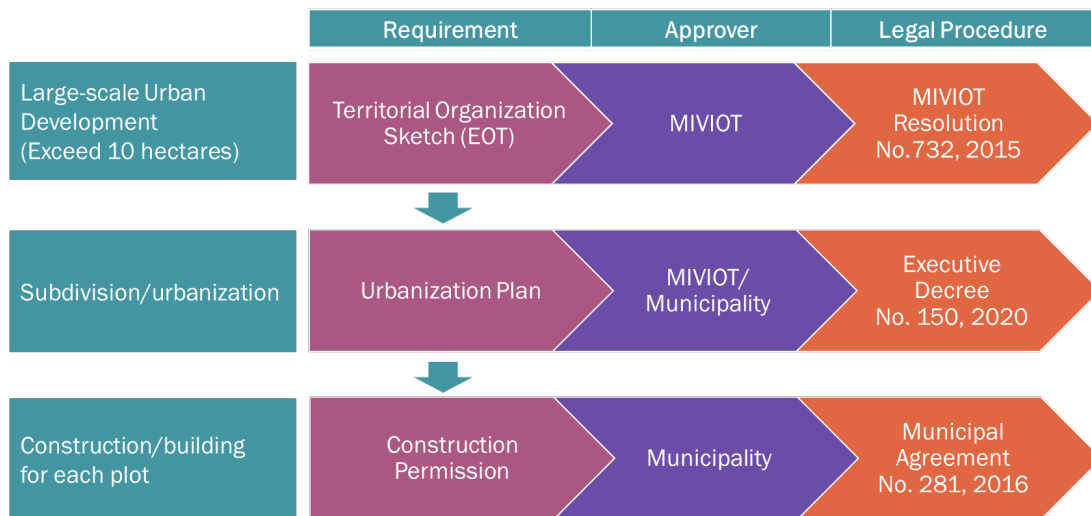 Requirement
Approver
Legal Procedure
Large-scale Urban
Development
(Exceed 10 hectares)
Territorial Organization
Sketch (EOT)
MIVIOT
MIVIOT
Resolution
No.732, 2015
Subdivision/urbanization
Urbanization Plan
MIVIOT/
Municipality
Executive
Decree
No. 150, 2020
Construction/building
for each plot
Construction
Permission
Municipality
Municipal
Agreement
No. 281, 2016